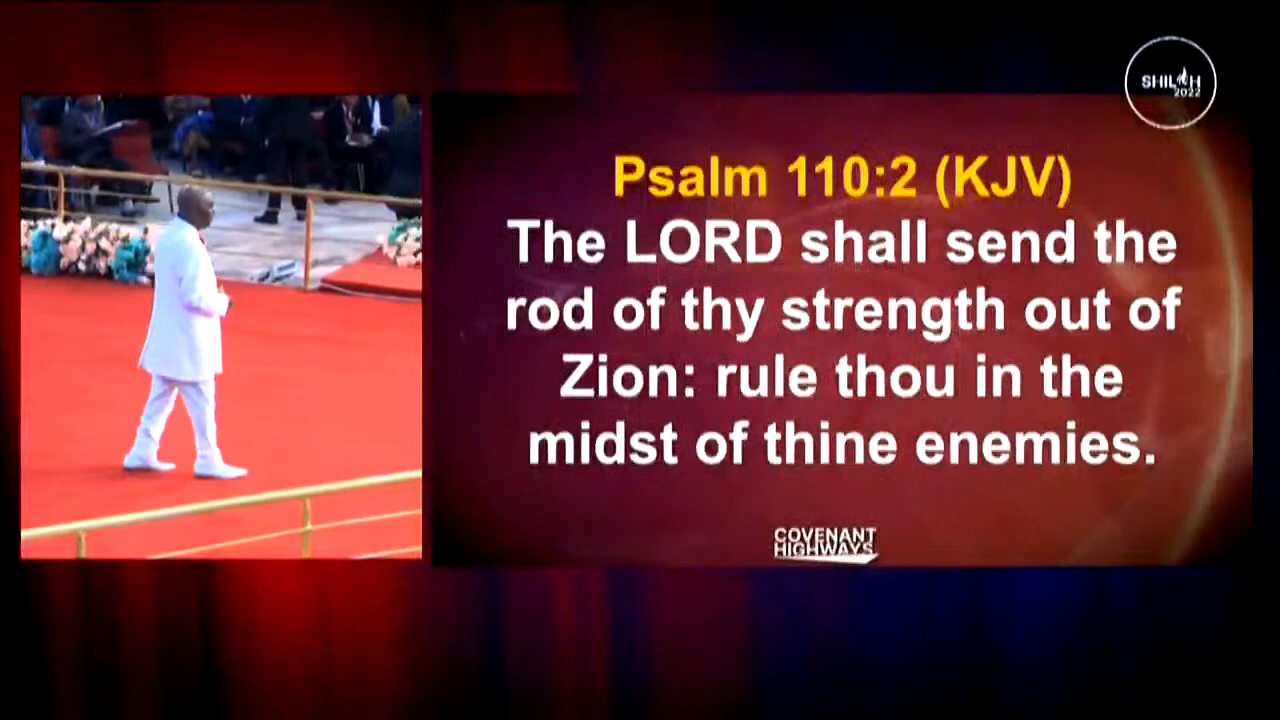 SHILOH
2022
Psalm 110:2 (KJV)
The LORD shall send the
rod of thy strength out of
Zion: rule thou in the
midst of thine enemies.
COVENANT
HIGHWAYS